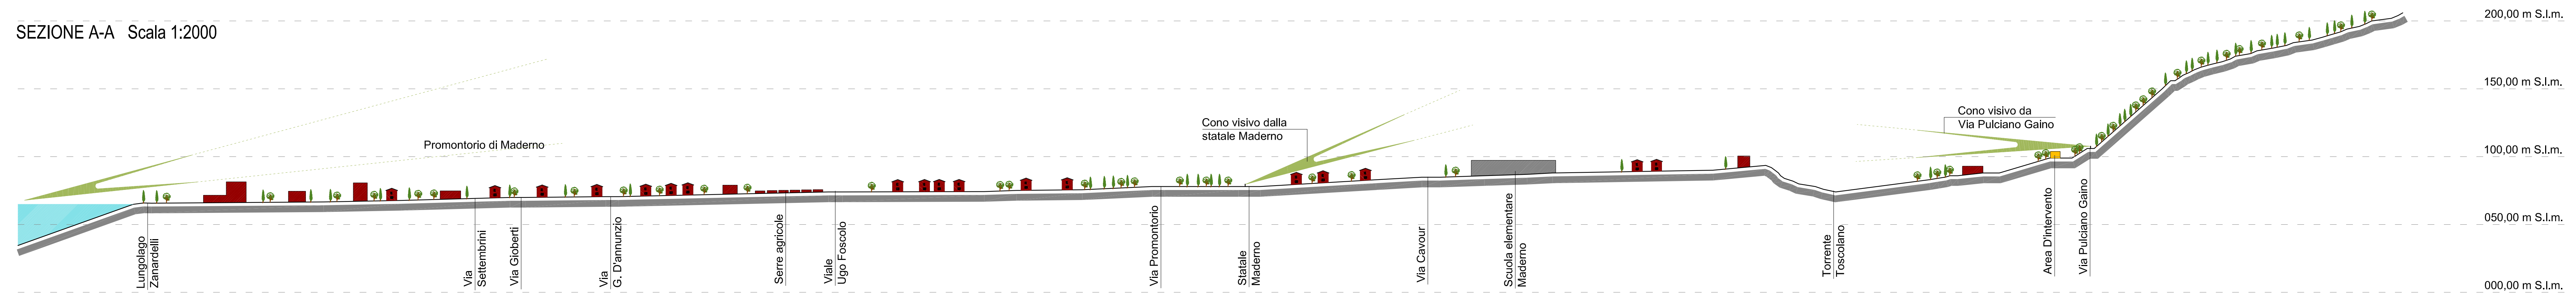 SEZIONE A-A   Scala 1:2000
200,00 m S.l.m.
150,00 m S.l.m.
100,00 m S.l.m.
050,00 m S.l.m.
000,00 m S.l.m.
Promontorio di Maderno
Cono visivo dalla
statale Maderno
Cono visivo da
Via Pulciano Gaino
Lungolago
Zanardelli
Via
Settembrini
Via Gioberti
Via
G. D'annunzio
Serre agricole
Viale
Ugo Foscolo
Via Promontorio
Statale
Maderno
Via Cavour
Scuola elementare
Maderno
Torrente
Toscolano
Area D'intervento
Via Pulciano Gaino